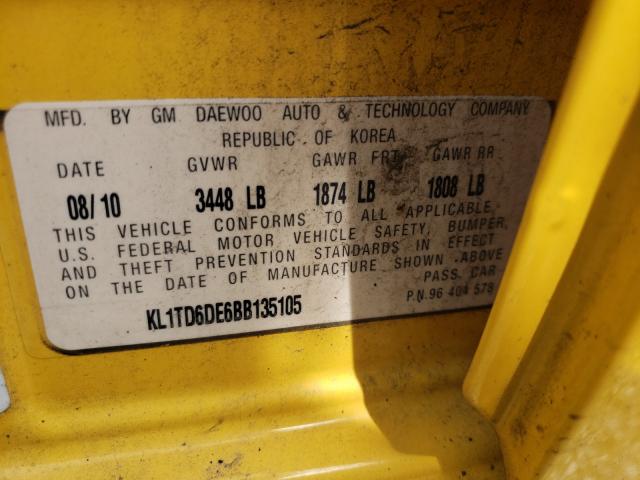 MFD. BY GM DAEWOO AUTO & TECHNOLOGY COMPANY
REPUBLIC OF KOREA
DATE GVWR GAWR FRT GAWR RR
08/10 3448 LB 1874 LB 1808 LB
THIS VEHICLE CONFORMS TO ALL APPLICABLE
U.S. FEDERAL MOTOR VEHICLE SAFETY, BUMPER,
AND THEFT PREVENTION STANDARDS IN EFFECT
ON THE DATE OF MANUFACTURE SHOWN ABOVE
PASS CAR
KL1TD6DE6BB135105 P.N.96 404 578